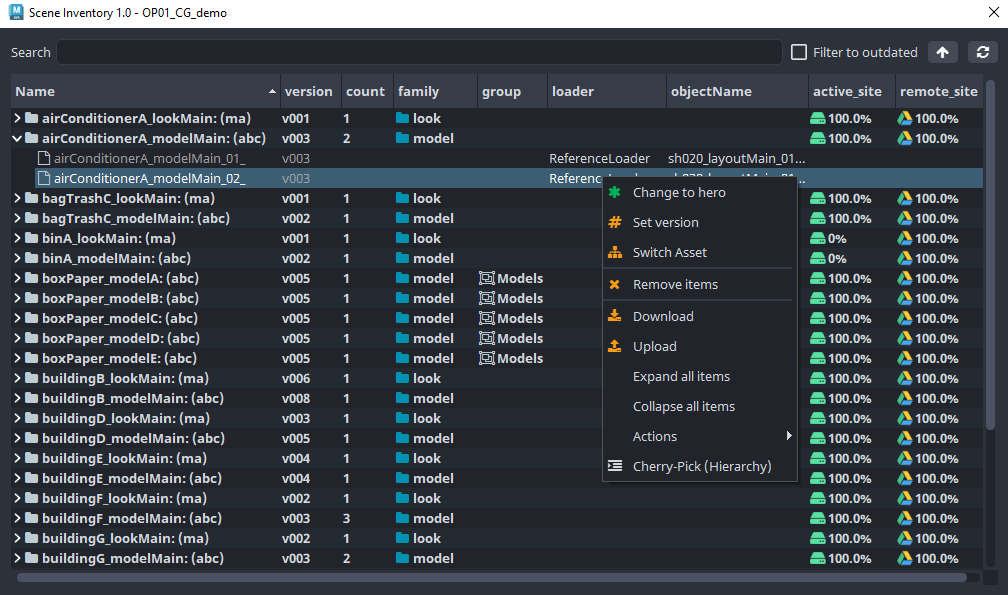 Scene Inventory 1.0 - OP01_CG_demo
Search Filter to outdated
Name version count family group loader objectName active_site remote_site
airConditionerA_lookMain: (ma) v001 1 look 100.0% 100.0%
airConditionerA_modelMain: (abc) v003 2 model 100.0% 100.0%
airConditionerA_modelMain_01_ v003 ReferenceLoader sh020_layoutMain_01...
airConditionerA_modelMain_02_ v003
bagTrashC_lookMain: (ma) v001 1 look 100.0% 100.0%
bagTrashC_modelMain: (abc) v002 1 model 100.0% 100.0%
binA_lookMain: (ma) v001 1 look 0% 100.0%
binA_modelMain: (abc) v002 1 model 0% 100.0%
boxPaper_modelA: (abc) v005 1 model Models 100.0% 100.0%
boxPaper_modelB: (abc) v005 1 model Models 100.0% 100.0%
boxPaper_modelC: (abc) v005 1 model Models 100.0% 100.0%
boxPaper_modelD: (abc) v005 1 model Models 100.0% 100.0%
boxPaper_modelE: (abc) v005 1 model Models 100.0% 100.0%
buildingB_lookMain: (ma) v006 1 look 100.0% 100.0%
buildingB_modelMain: (abc) v008 1 model 100.0% 100.0%
buildingD_lookMain: (ma) v003 1 look 100.0% 100.0%
buildingD_modelMain: (abc) v005 1 model 100.0% 100.0%
buildingE_lookMain: (ma) v004 1 look 100.0% 100.0%
buildingE_modelMain: (abc) v004 1 model 100.0% 100.0%
buildingF_lookMain: (ma) v002 1 look 100.0% 100.0%
buildingF_modelMain: (abc) v003 3 model 100.0% 100.0%
buildingG_lookMain: (ma) v002 1 look 100.0% 100.0%
buildingG_modelMain: (abc) v003 2 model 100.0% 100.0%
Change to hero
Set version
Switch Asset
Remove items
Download
Upload
Expand all items
Collapse all items
Actions
Cherry-Pick (Hierarchy)